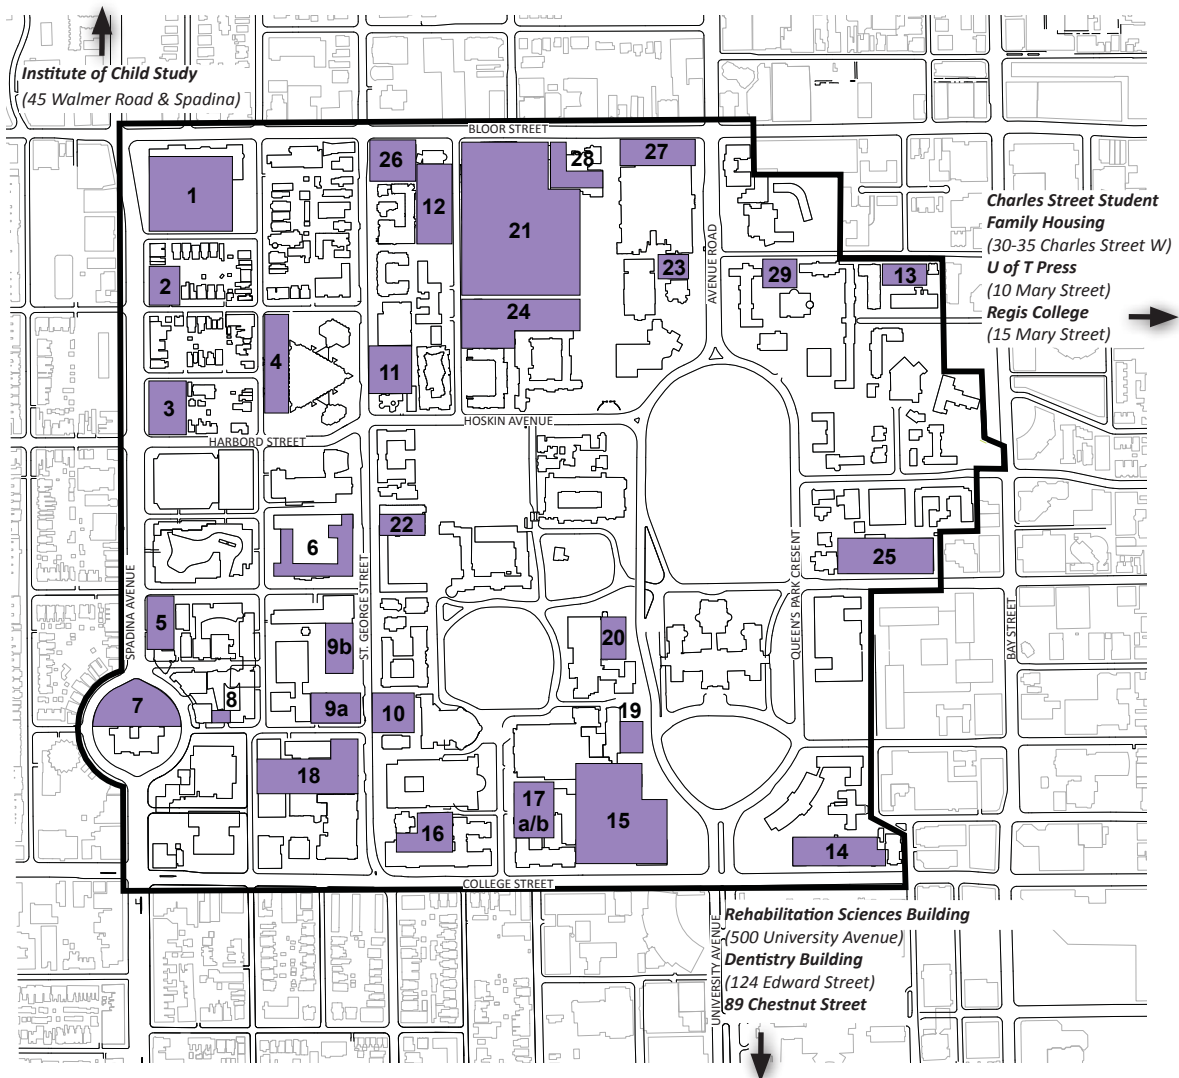 Institute of Child Study
(45 Walmer Road & Spadina)
BLOOR STREET
26
28
27
1
12
21
Charles Street Student
Family Housing
(30-35 Charles Street W)
U of T Press
(10 Mary Street)
Regis College
(15 Mary Street)
AVENUE ROAD
23
29
13
2
24
4
11
3
HOSKIN AVENUE
HARBORD STREET
22
6
25
ST. GEORGE STREET
SPADINA AVENUE
QUEEN'S PARK CRESENT
BAY STREET
5
9b
20
7
8
9a
10
19
18
17
a/b
15
16
14
COLLEGE STREET
UNIVERSITY AVENUE
Rehabilitation Sciences Building
(500 University Avenue)
Dentistry Building
(124 Edward Street)
89 Chestnut Street